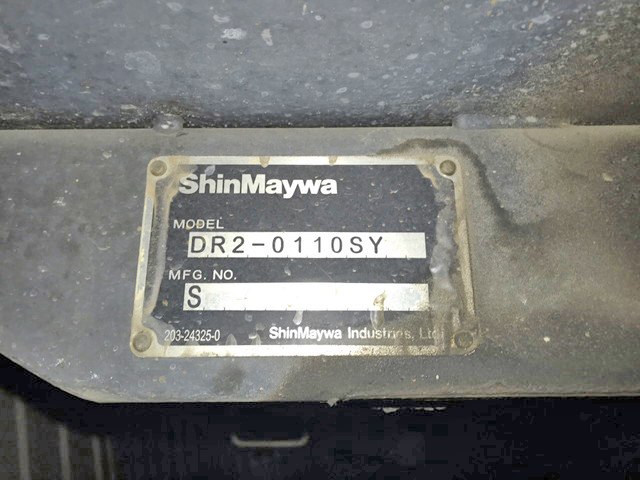 ShinMaywa
MODEL
DR2-0110SY
MFG. NO.
S
203-24325-0
ShinMaywa Industries, Ltd